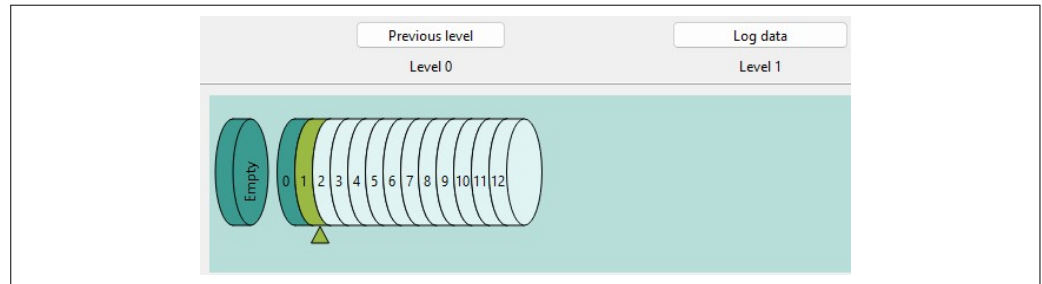 Previous level Log data
Level 0 Level 1
Empty 0 1 2 3 4 5 6 7 8 9 10 11 12